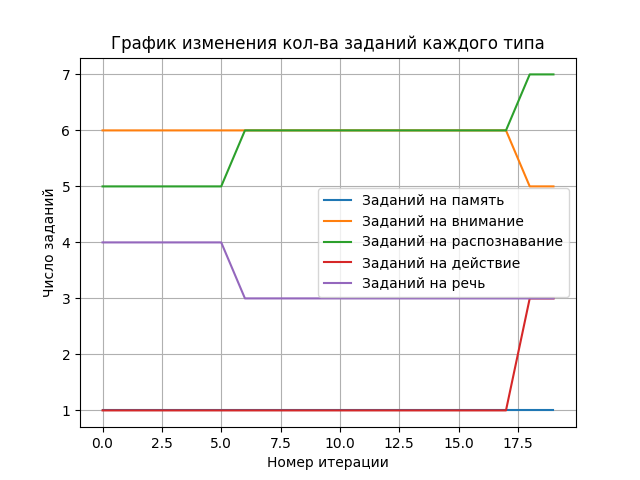 График изменения кол-ва заданий каждого типа
7
6
5
4
3
2
1
Число заданий
Заданий на память
Заданий на внимание
Заданий на распознавание
Заданий на действие
Заданий на речь
0.0 2.5 5.0 7.5 10.0 12.5 15.0 17.5
Номер итерации